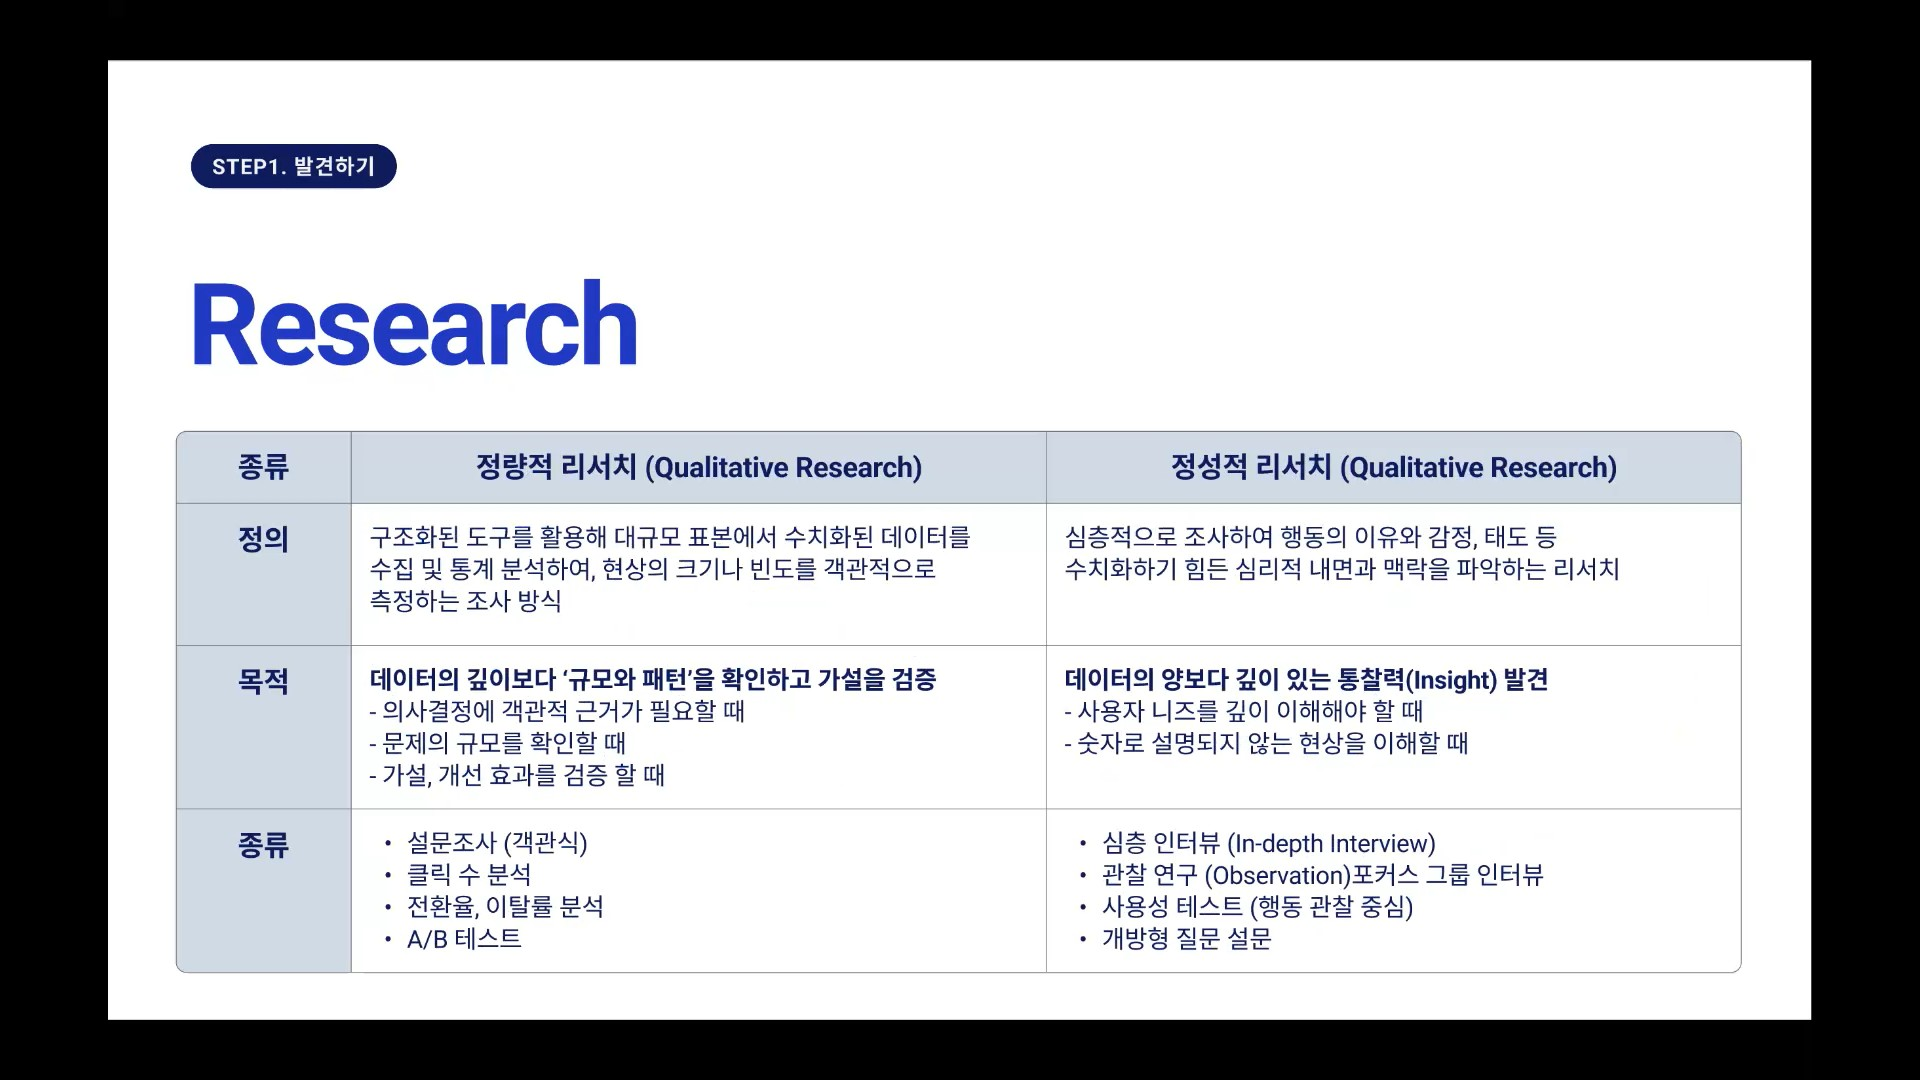 STEP1. 발견하기
Research
종류
정량적 리서치 (Qualitative Research)
정성적 리서치 (Qualitative Research)
정의
구조화된 도구를 활용해 대규모 표본에서 수치화된 데이터를
수집 및 통계 분석하여, 현상의 크기나 빈도를 객관적으로
측정하는 조사 방식
심층적으로 조사하여 행동의 이유와 감정, 태도 등
수치화하기 힘든 심리적 내면과 맥락을 파악하는 리서치
목적
데이터의 깊이보다 ‘규모와 패턴’을 확인하고 가설을 검증
- 의사결정에 객관적 근거가 필요할 때
- 문제의 규모를 확인할 때
- 가설, 개선 효과를 검증 할 때
데이터의 양보다 깊이 있는 통찰력(Insight) 발견
- 사용자 니즈를 깊이 이해해야 할 때
- 숫자로 설명되지 않는 현상을 이해할 때
종류
• 설문조사 (객관식)
• 클릭 수 분석
• 전환율, 이탈률 분석
• A/B 테스트
• 심층 인터뷰 (In-depth Interview)
• 관찰 연구 (Observation)포커스 그룹 인터뷰
• 사용성 테스트 (행동 관찰 중심)
• 개방형 질문 설문